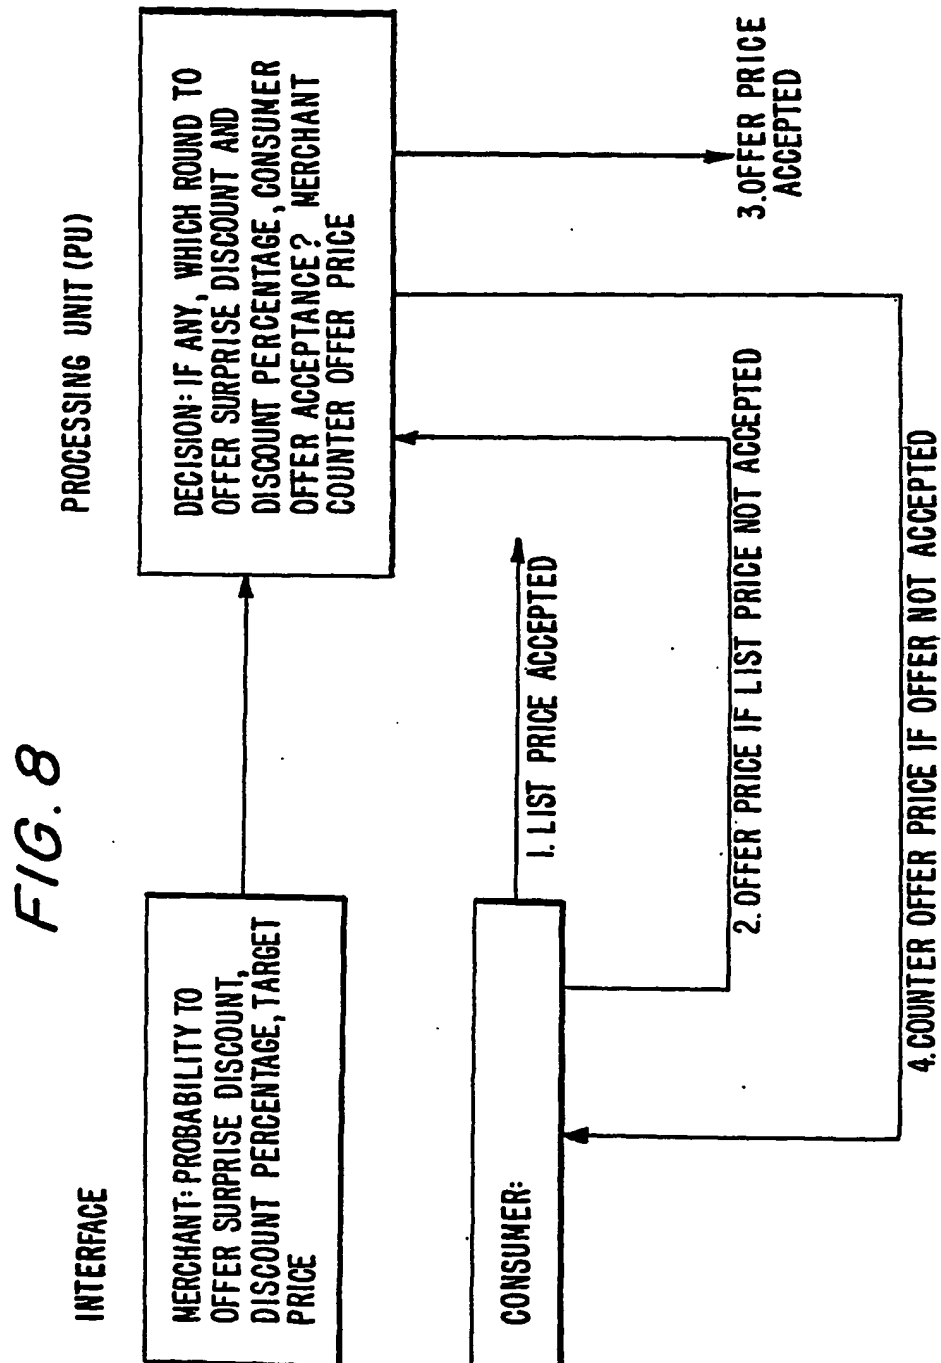 FIG. 8
INTERFACE
PROCESSING UNIT (PU)
MERCHANT: PROBABILITY TO
OFFER SURPRISE DISCOUNT,
DISCOUNT PERCENTAGE, TARGET
PRICE
DECISION: IF ANY, WHICH ROUND TO
OFFER SURPRISE DISCOUNT AND
DISCOUNT PERCENTAGE, CONSUMER
OFFER ACCEPTANCE? MERCHANT
COUNTER OFFER PRICE
CONSUMER:
1. LIST PRICE ACCEPTED
2. OFFER PRICE IF LIST PRICE NOT ACCEPTED
3. OFFER PRICE
ACCEPTED
4. COUNTER OFFER PRICE IF OFFER NOT ACCEPTED